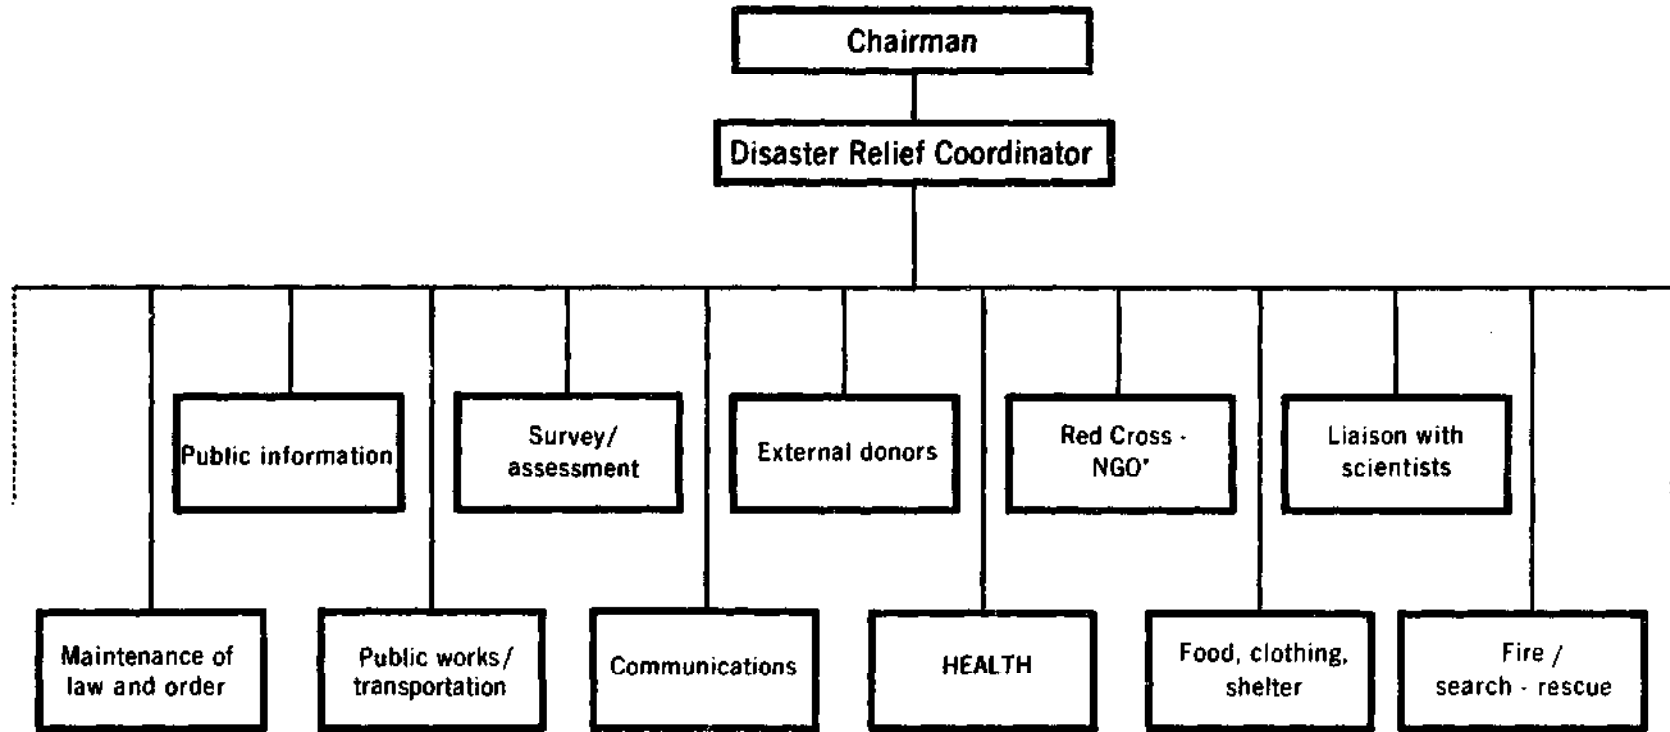 Chairman
Disaster Relief Coordinator
Public information
Survey/
assessment
External donors
Red Cross -
NGO*
Liaison with
scientists
Maintenance of
law and order
Public works/
transportation
Communications
HEALTH
Food, clothing,
shelter
Fire /
search - rescue